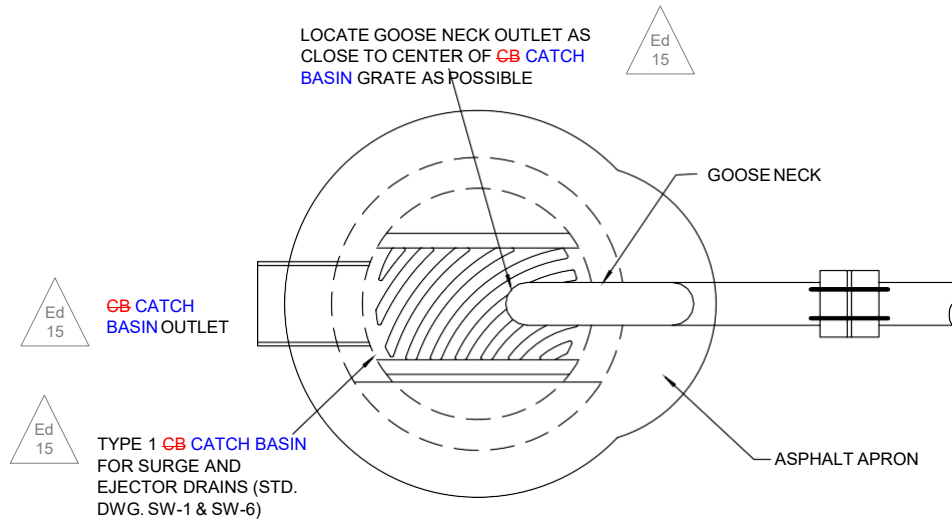 LOCATE GOOSE NECK OUTLET AS
CLOSE TO CENTER OF CB CATCH
BASIN GRATE AS POSSIBLE
Ed
15
GOOSE NECK
Ed
15
CB CATCH
BASIN OUTLET
Ed
15
TYPE 1 CB CATCH BASIN
FOR SURGE AND
EJECTOR DRAINS (STD.
DWG. SW-1 & SW-6)
ASPHALT APRON